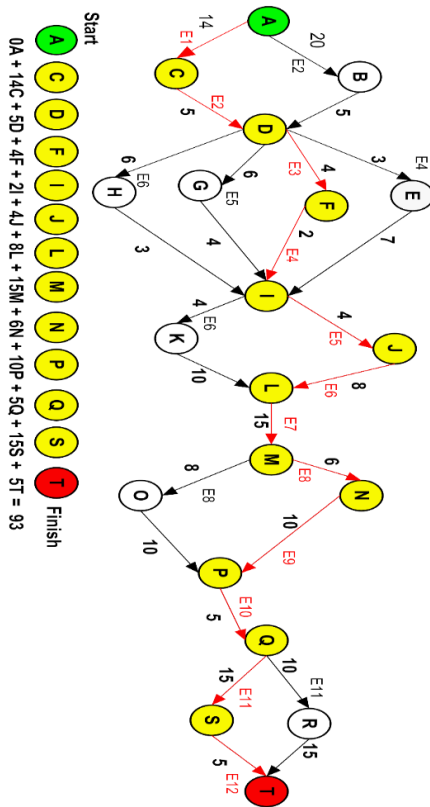 A
14
E1
20
E2
C
B
E2
5
5
D
6
E6
6
E5
E3
4
3
E4
H
G
F
E
3
4
2
E4
7
I
4
E6
4
E5
K
J
10
8
E6
L
15
E7
M
8
E8
6
E8
O
N
10
10
E9
P
E10
5
Q
15
E11
10
E11
S
R
5
E12
15
T
Start
A C D F I J L M N P Q S T
Finish
0A + 14C + 5D + 4F + 2I + 4J + 8L + 15M + 6N + 10P + 5Q + 15S + 5T = 93